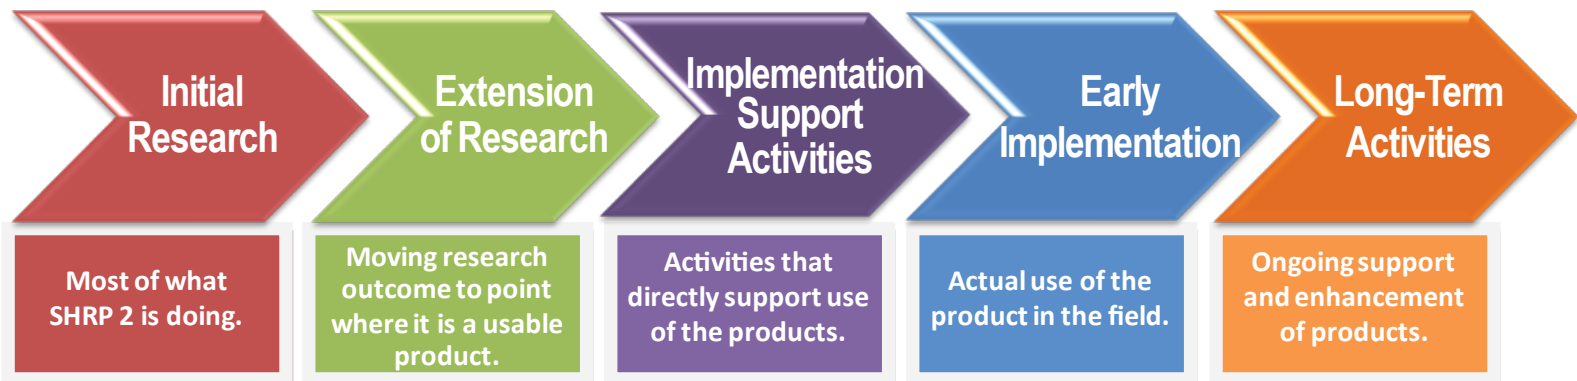 Initial
Research
Extension
of Research
Implementation
Support
Activities
Early
Implementation
Long-Term
Activities
Most of what
SHRP 2 is doing.
Moving research
outcome to point
where it is a usable
product.
Activities that
directly support use
of the products.
Actual use of the
product in the field.
Ongoing support
and enhancement
of products.